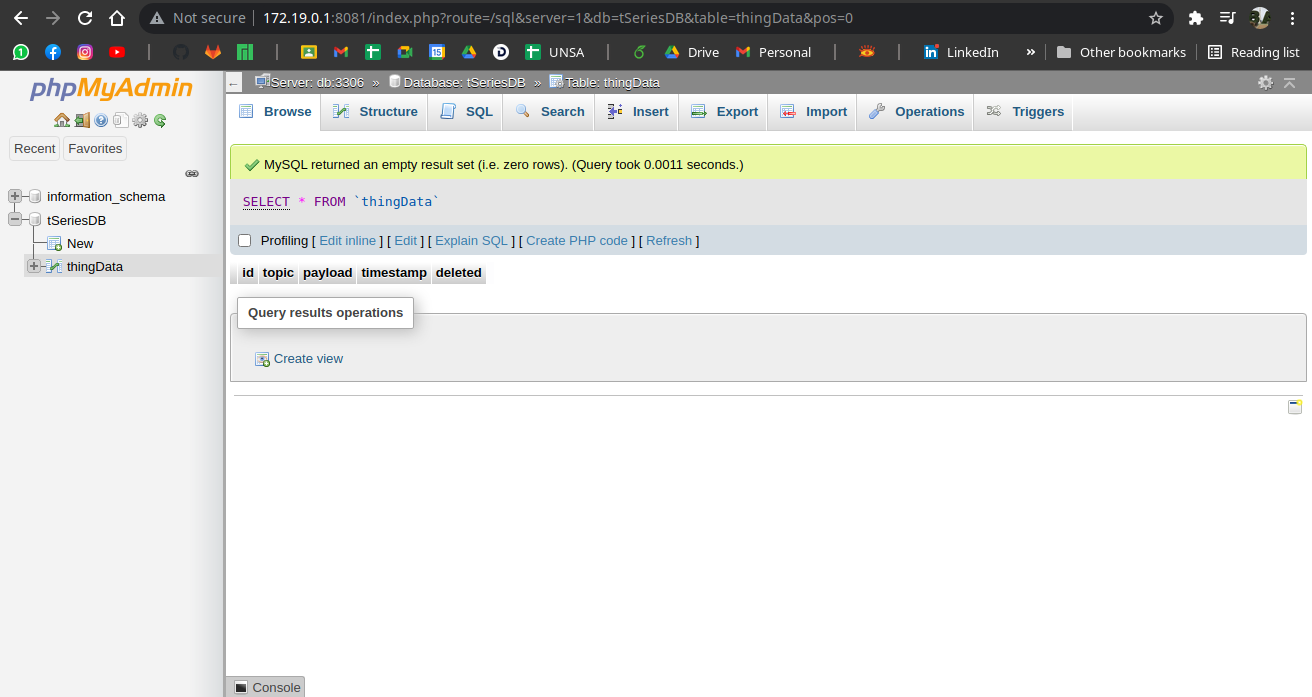 Not secure | 172.19.0.1:8081/index.php?route=/sql&server=1&db=tSeriesDB&table=thingData&pos=0
UNSA Drive Personal LinkedIn » Other bookmarks Reading list
phpMyAdmin
Recent Favorites
information_schema
tSeriesDB
New
thingData
Server: db:3306 » Database: tSeriesDB » Table: thingData
Browse Structure SQL Search Insert Export Import Operations Triggers
MySQL returned an empty result set (i.e. zero rows). (Query took 0.0011 seconds.)
SELECT * FROM `thingData`
Profiling [ Edit inline ] [ Edit ] [ Explain SQL ] [ Create PHP code ] [ Refresh ]
id topic payload timestamp deleted
Query results operations
Create view
Console